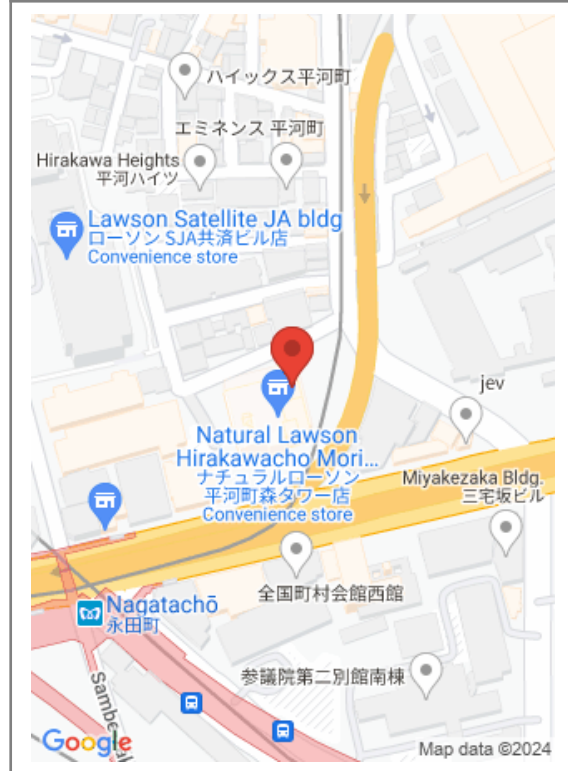 ハイックス平河町
エミネンス 平河町
Hirakawa Heights
平河ハイツ
Lawson Satellite JA bldg
ローソン SJA共済ビル店
Convenience store
jev
Natural Lawson
Hirakawacho Mori...
ナチュラルローソン
平河町森タワー店
Convenience store
Miyakezaka Bldg.
三宅坂ビル
全国町村会館西館
Nagatachō
永田町
参議院第二別館南棟
Google
Map data ©2024